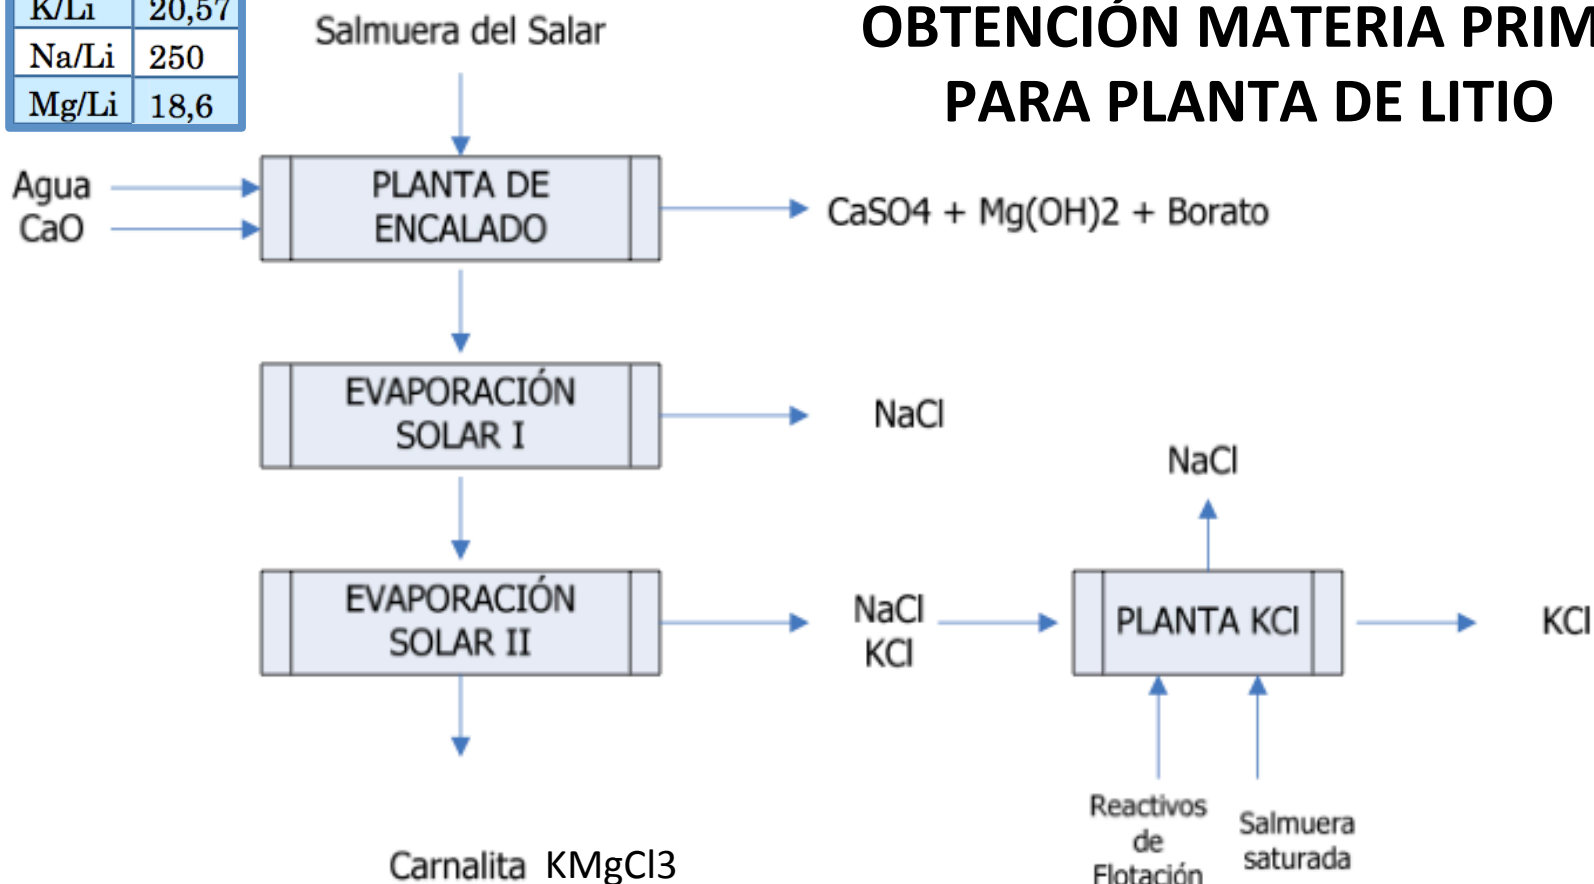 K/Li 20,57
Na/Li 250
Mg/Li 18,6
OBTENCIÓN MATERIA PRIM
PARA PLANTA DE LITIO
Salmuera del Salar
Agua
CaO
PLANTA DE
ENCALADO
CaSO4 + Mg(OH)2 + Borato
EVAPORACIÓN
SOLAR I
NaCl
EVAPORACIÓN
SOLAR II
NaCl
KCl
NaCl
PLANTA KCl
KCl
Reactivos
de
Flotación
Salmuera
saturada
Carnalita KMgCl3